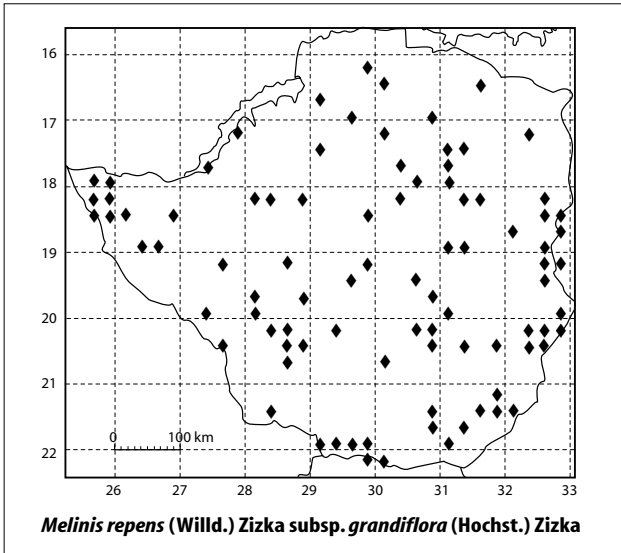 16
17
18
19
20
21
22
0 100 km
26 27 28 29 30 31 32 33
Melinis repens (Willd.) Zizka subsp. grandiflora (Hochst.) Zizka